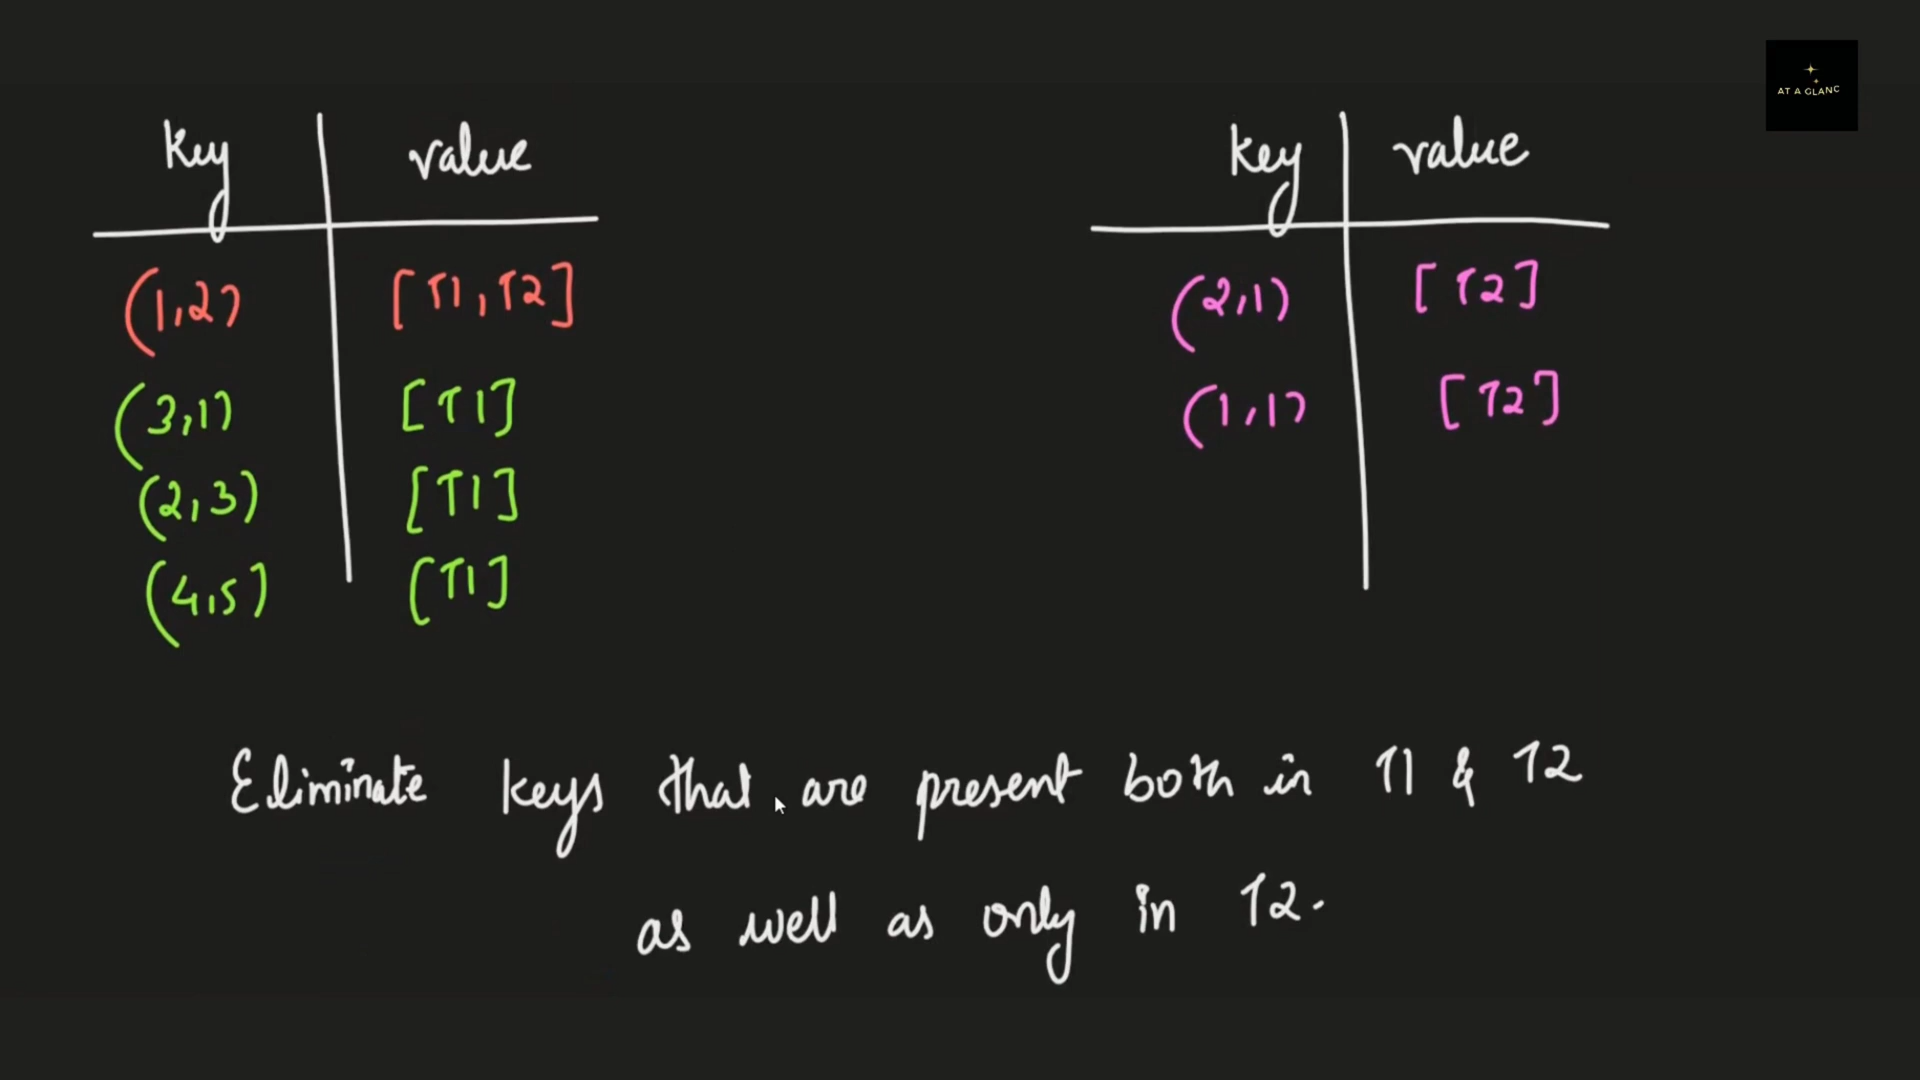 AT A GLANC
key value
(1,2) [T1,T2]
(3,1) [T1]
(2,3) [T1]
(4,5) [T1]
key value
(2,1) [T2]
(1,1) [T2]
Eliminate keys that are present both in T1 & T2
as well as only in T2.